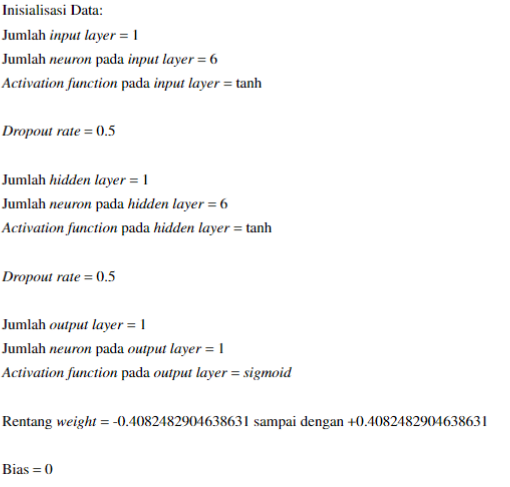 Inisialisasi Data:
Jumlah input layer = 1
Jumlah neuron pada input layer = 6
Activation function pada input layer = tanh
Dropout rate = 0.5
Jumlah hidden layer = 1
Jumlah neuron pada hidden layer = 6
Activation function pada hidden layer = tanh
Dropout rate = 0.5
Jumlah output layer = 1
Jumlah neuron pada output layer = 1
Activation function pada output layer = sigmoid
Rentang weight = -0.4082482904638631 sampai dengan +0.4082482904638631
Bias = 0